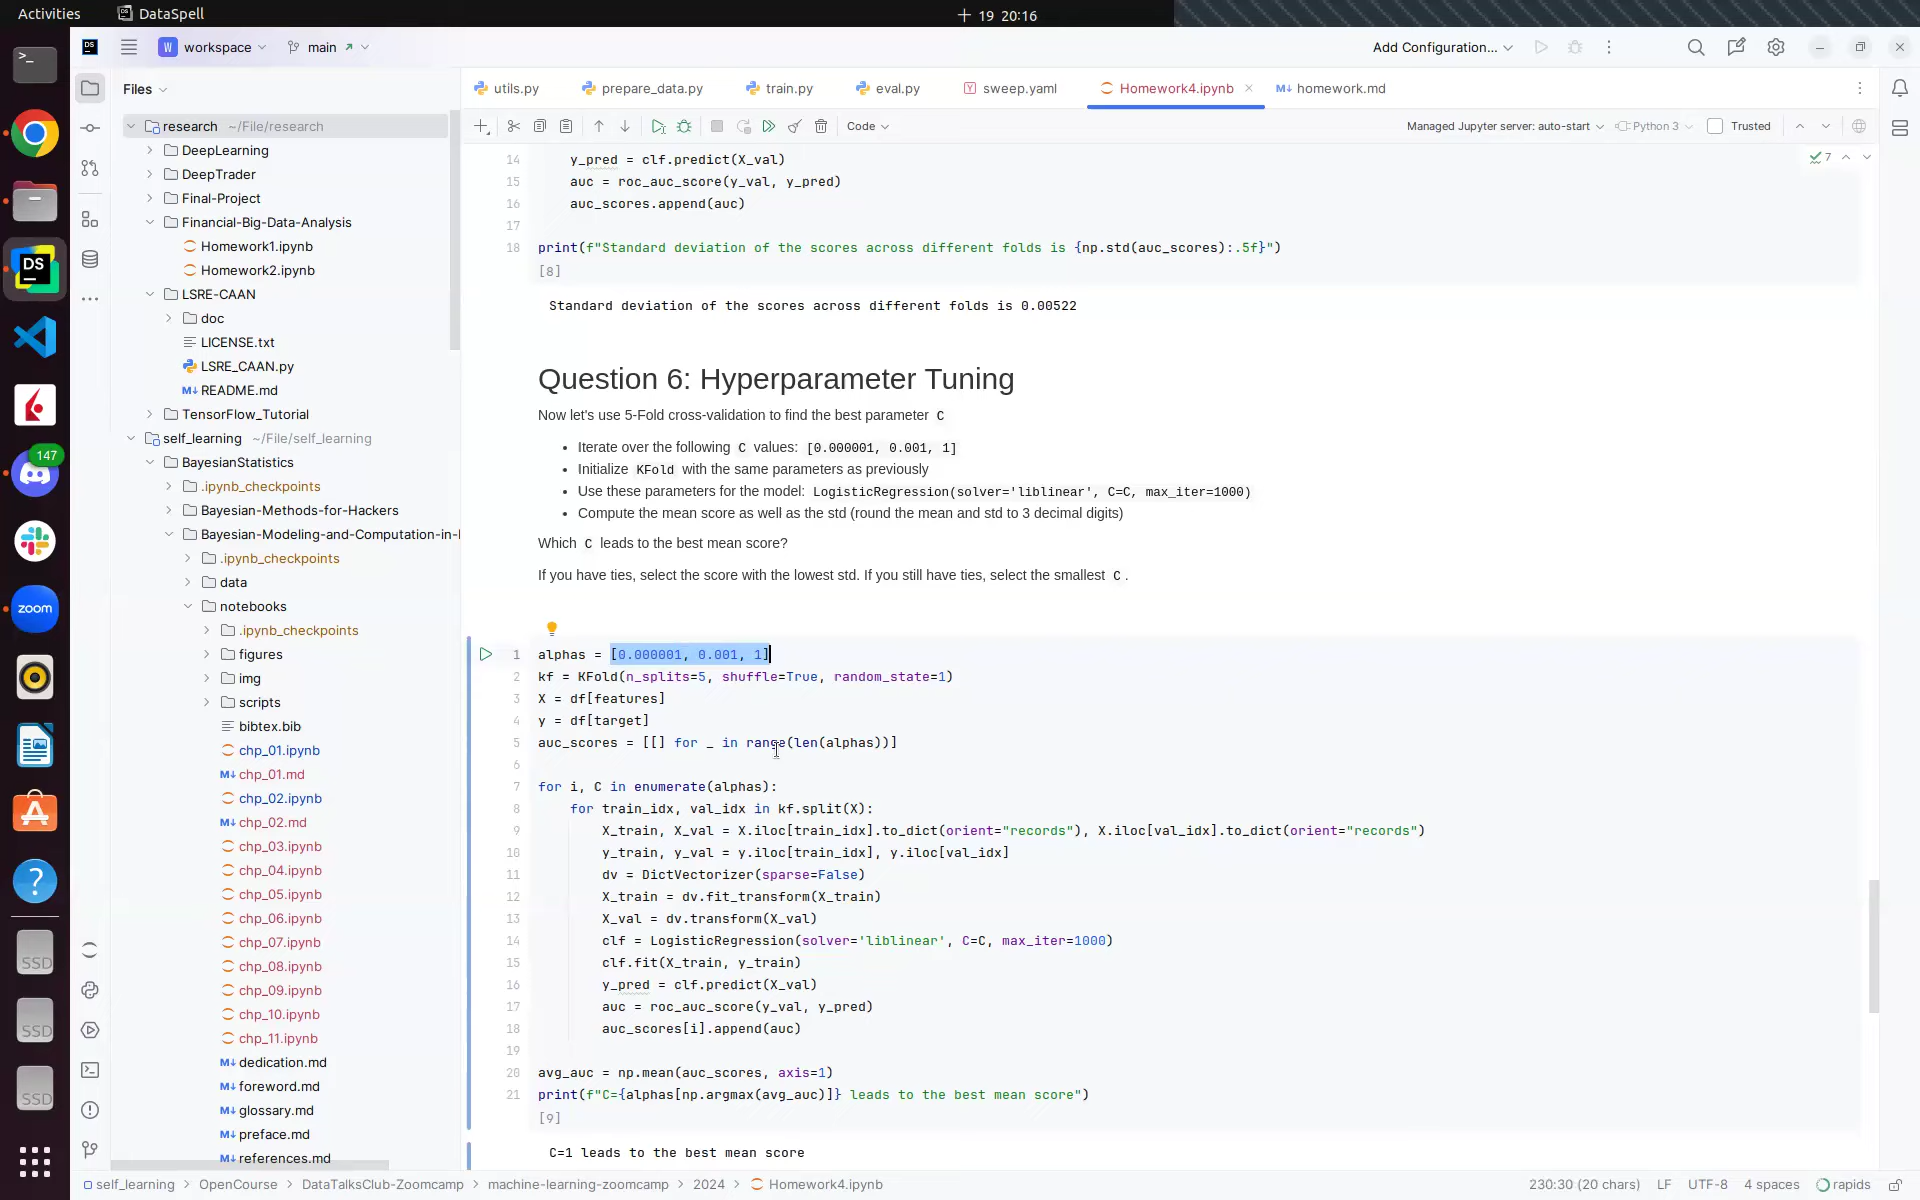 Activities
DataSpell
19 20:16
workspace
main
Add Configuration...
Files
utils.py
prepare_data.py
train.py
eval.py
sweep.yaml
Homework4.ipynb
homework.md
Code
Managed Jupyter server: auto-start
Python 3
Trusted
research ~/File/research
DeepLearning
DeepTrader
Final-Project
Financial-Big-Data-Analysis
Homework1.ipynb
Homework2.ipynb
LSRE-CAAN
doc
LICENSE.txt
LSRE_CAAN.py
README.md
TensorFlow_Tutorial
self_learning ~/File/self_learning
BayesianStatistics
.ipynb_checkpoints
Bayesian-Methods-for-Hackers
Bayesian-Modeling-and-Computation-in-
.ipynb_checkpoints
data
notebooks
.ipynb_checkpoints
figures
img
scripts
bibtex.bib
chp_01.ipynb
chp_01.md
chp_02.ipynb
chp_02.md
chp_03.ipynb
chp_04.ipynb
chp_05.ipynb
chp_06.ipynb
chp_07.ipynb
chp_08.ipynb
chp_09.ipynb
chp_10.ipynb
chp_11.ipynb
dedication.md
foreword.md
glossary.md
preface.md
references.md
147
zoom
SSD
SSD
SSD
7
14 y_pred = clf.predict(X_val)
15 auc = roc_auc_score(y_val, y_pred)
16 auc_scores.append(auc)
17
18 print(f"Standard deviation of the scores across different folds is {np.std(auc_scores):.5f}")
[8]
Standard deviation of the scores across different folds is 0.00522
Question 6: Hyperparameter Tuning
Now let's use 5-Fold cross-validation to find the best parameter C
• Iterate over the following C values: [0.000001, 0.001, 1]
• Initialize KFold with the same parameters as previously
• Use these parameters for the model: LogisticRegression(solver='liblinear', C=C, max_iter=1000)
• Compute the mean score as well as the std (round the mean and std to 3 decimal digits)
Which C leads to the best mean score?
If you have ties, select the score with the lowest std. If you still have ties, select the smallest C.
1 alphas = [0.000001, 0.001, 1]
2 kf = KFold(n_splits=5, shuffle=True, random_state=1)
3 X = df[features]
4 y = df[target]
5 auc_scores = [[] for _ in range(len(alphas))]
6
7 for i, C in enumerate(alphas):
8 for train_idx, val_idx in kf.split(X):
9 X_train, X_val = X.iloc[train_idx].to_dict(orient="records"), X.iloc[val_idx].to_dict(orient="records")
10 y_train, y_val = y.iloc[train_idx], y.iloc[val_idx]
11 dv = DictVectorizer(sparse=False)
12 X_train = dv.fit_transform(X_train)
13 X_val = dv.transform(X_val)
14 clf = LogisticRegression(solver='liblinear', C=C, max_iter=1000)
15 clf.fit(X_train, y_train)
16 y_pred = clf.predict(X_val)
17 auc = roc_auc_score(y_val, y_pred)
18 auc_scores[i].append(auc)
19
20 avg_auc = np.mean(auc_scores, axis=1)
21 print(f"C={alphas[np.argmax(avg_auc)]} leads to the best mean score")
[9]
C=1 leads to the best mean score
self_learning > OpenCourse > DataTalksClub-Zoomcamp > machine-learning-zoomcamp > 2024 > Homework4.ipynb
230:30 (20 chars) LF UTF-8 4 spaces rapids